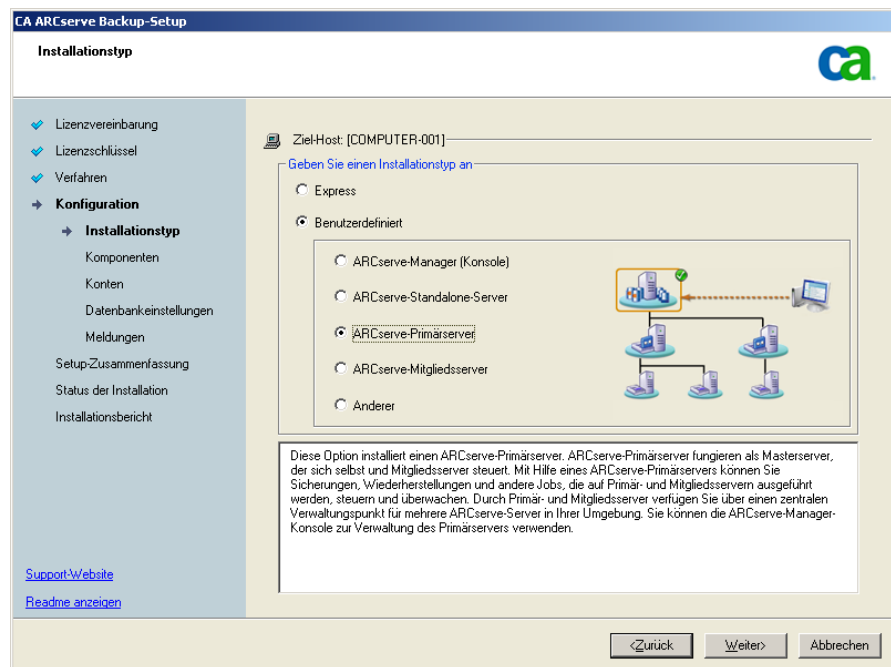 CA ARCserve Backup-Setup
Installationstyp
ca
Lizenzvereinbarung
Lizenzschlüssel
Verfahren
Konfiguration
Installationstyp
Komponenten
Konten
Datenbankeinstellungen
Meldungen
Setup-Zusammenfassung
Status der Installation
Installationsbericht
Support-Website
Readme anzeigen
Ziel-Host: [COMPUTER-001]
Geben Sie einen Installationstyp an
Express
Benutzerdefiniert
ARCserve-Manager (Konsole)
ARCserve-Standalone-Server
ARCserve-Primärserver
ARCserve-Mitgliedsserver
Anderer
Diese Option installiert einen ARCserve-Primärserver. ARCserve-Primärserver fungieren als Masterserver,
der sich selbst und Mitgliedsserver steuert. Mit Hilfe eines ARCserve-Primärservers können Sie
Sicherungen, Wiederherstellungen und andere Jobs, die auf Primär- und Mitgliedsservern ausgeführt
werden, steuern und überwachen. Durch Primär- und Mitgliedsserver verfügen Sie über einen zentralen
Verwaltungspunkt für mehrere ARCserve-Server in Ihrer Umgebung. Sie können die ARCserve-Manager-
Konsole zur Verwaltung des Primärservers verwenden.
<Zurück
Weiter>
Abbrechen